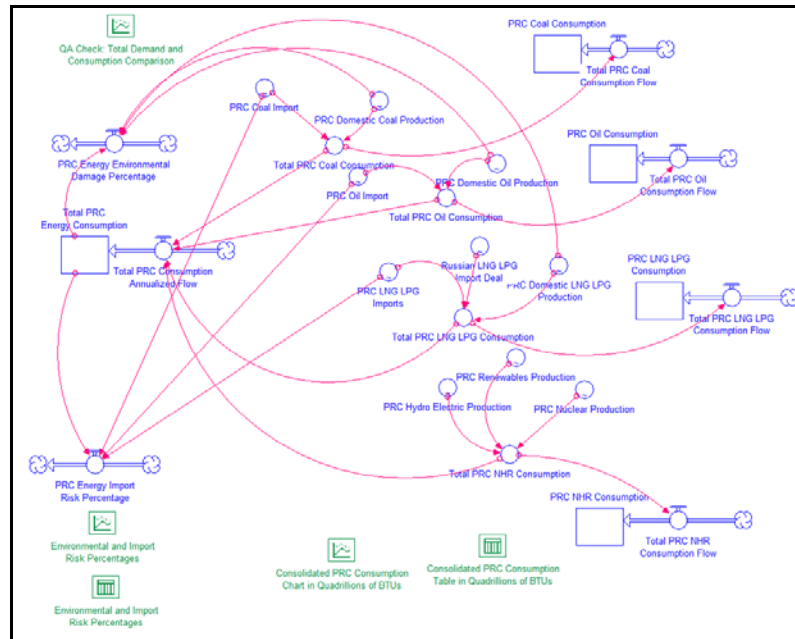 PRC Coal Consumption
QA Check: Total Demand and
Consumption Comparison
Total PRC Coal
Consumption Flow
PRC Coal Import
PRC Domestic Coal Production
PRC Oil Consumption
PRC Energy Environmental
Damage Percentage
Total PRC Coal Consumption
PRC Oil Import
PRC Domestic Oil Production
Total PRC Oil
Consumption Flow
Total PRC
Energy Consumption
Total PRC Oil Consumption
Total PRC Consumption
Annualized Flow
PRC LNG LPG
Imports
Russian LNG LPG
Import Deal
PRC Domestic LNG LPG
Production
PRC LNG LPG
Consumption
Total PRC LNG LPG
Consumption Flow
Total PRC LNG LPG Consumption
PRC Renewables Production
PRC Hydro Electric Production
PRC Nuclear Production
Total PRC NHR Consumption
PRC Energy Import
Risk Percentage
PRC NHR Consumption
Total PRC NHR
Consumption Flow
Environmental and Import
Risk Percentages
Consolidated PRC Consumption
Chart in Quadrillions of BTUs
Consolidated PRC Consumption
Table in Quadrillions of BTUs
Environmental and Import
Risk Percentages